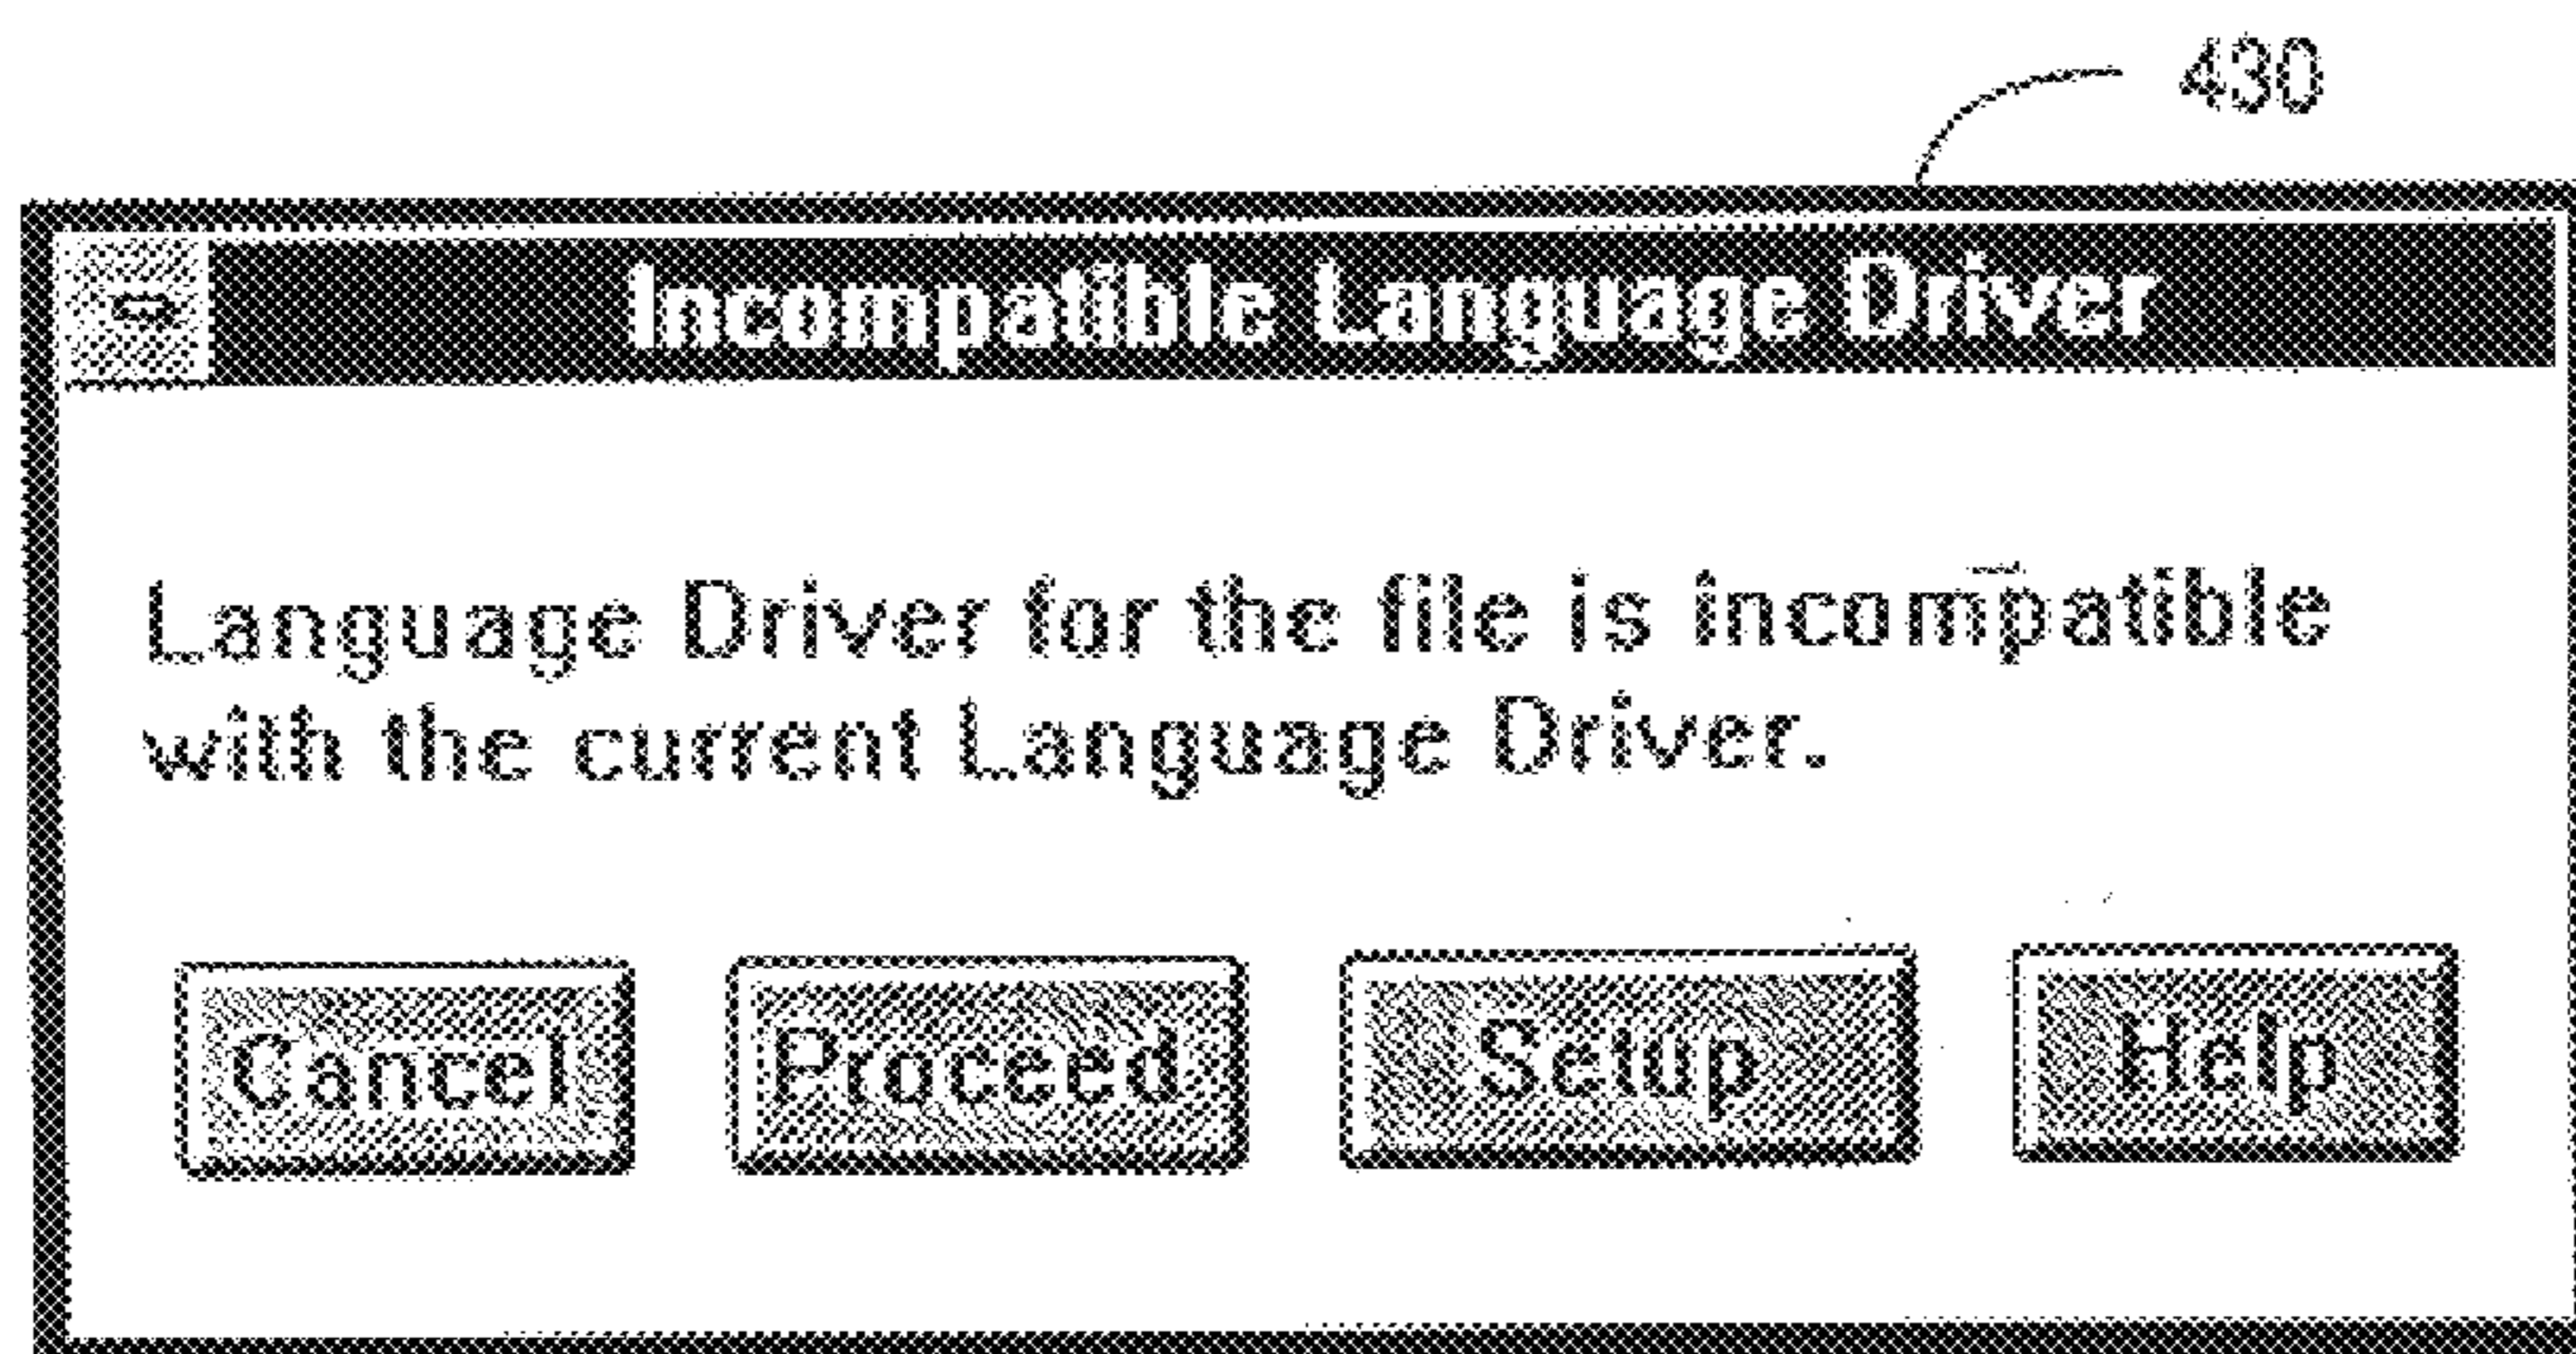 430
Incompatible Language Driver
Language Driver for the file is incompatible
with the current Language Driver.
Cancel Proceed Setup Help